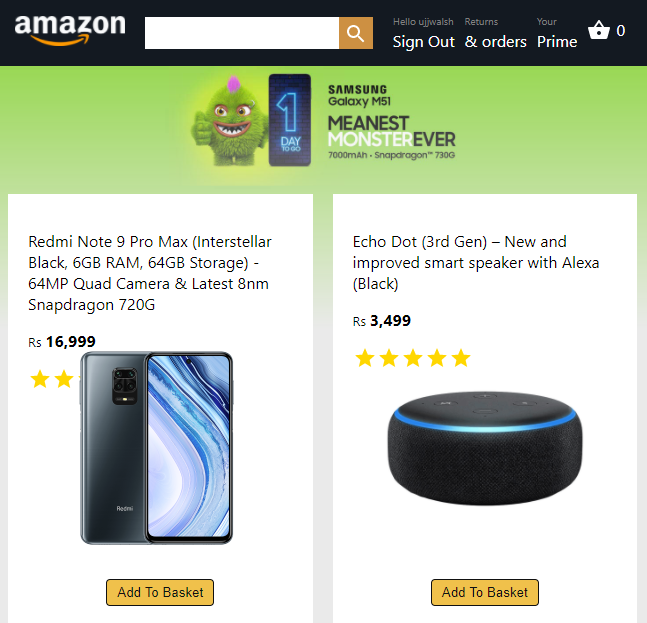 amazon
Hello ujjwalsh
Sign Out
Returns
& orders
Your
Prime
0
1
DAY
TO GO
SAMSUNG
Galaxy M51
MEANEST
MONSTEREVER
7000mAh • Snapdragon™ 730G
Redmi Note 9 Pro Max (Interstellar
Black, 6GB RAM, 64GB Storage) -
64MP Quad Camera & Latest 8nm
Snapdragon 720G
Rs 16,999
Redmi
Add To Basket
Echo Dot (3rd Gen) – New and
improved smart speaker with Alexa
(Black)
Rs 3,499
Add To Basket